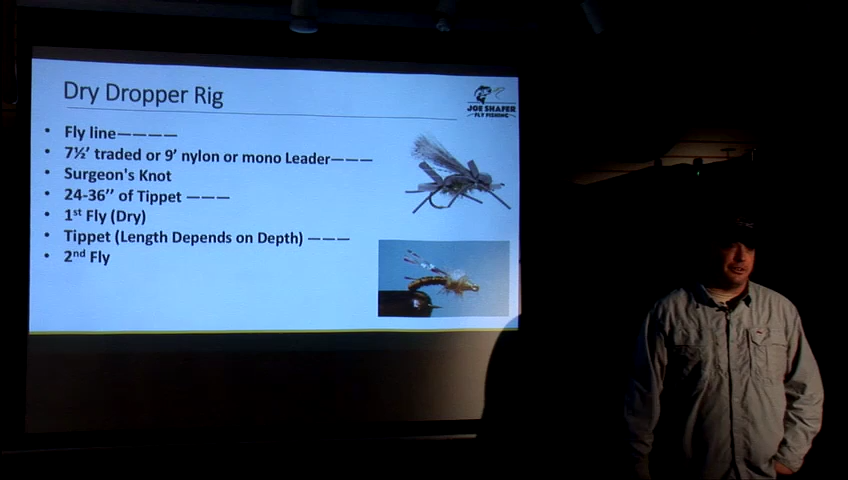 Dry Dropper Rig
JOE SHAPER
FLY FISHING
• Fly line————
• 7½’ traded or 9’ nylon or mono Leader———
• Surgeon's Knot
• 24-36” of Tippet ———
• 1st Fly (Dry)
• Tippet (Length Depends on Depth) ———
• 2nd Fly